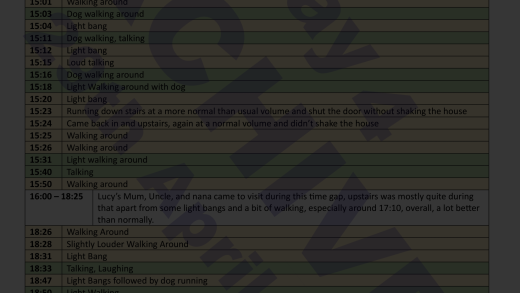 15:01 Walking around
15:03 Dog walking around
15:04 Light bang
15:11 Dog walking, talking
15:12 Light bang
15:15 Loud talking
15:16 Dog walking around
15:18 Light Walking around with dog
15:20 Light bang
15:23 Running down stairs at a more normal than usual volume and shut the door without shaking the house
15:24 Came back in and upstairs, again at a normal volume and didn't shake the house
15:25 Walking around
15:26 Walking around
15:31 Light walking around
15:40 Talking
15:50 Walking around
16:00 – 18:25 Lucy's Mum, Uncle, and nana came to visit during this time gap, upstairs was mostly quite during
that apart from some light bangs and a bit of walking, especially around 17:10, overall, a lot better
than normally.
18:26 Walking Around
18:28 Slightly Louder Walking Around
18:31 Light Bang
18:33 Talking, Laughing
18:47 Light Bangs followed by dog running
18:50 Light Walking
ay 4
CHIV
April